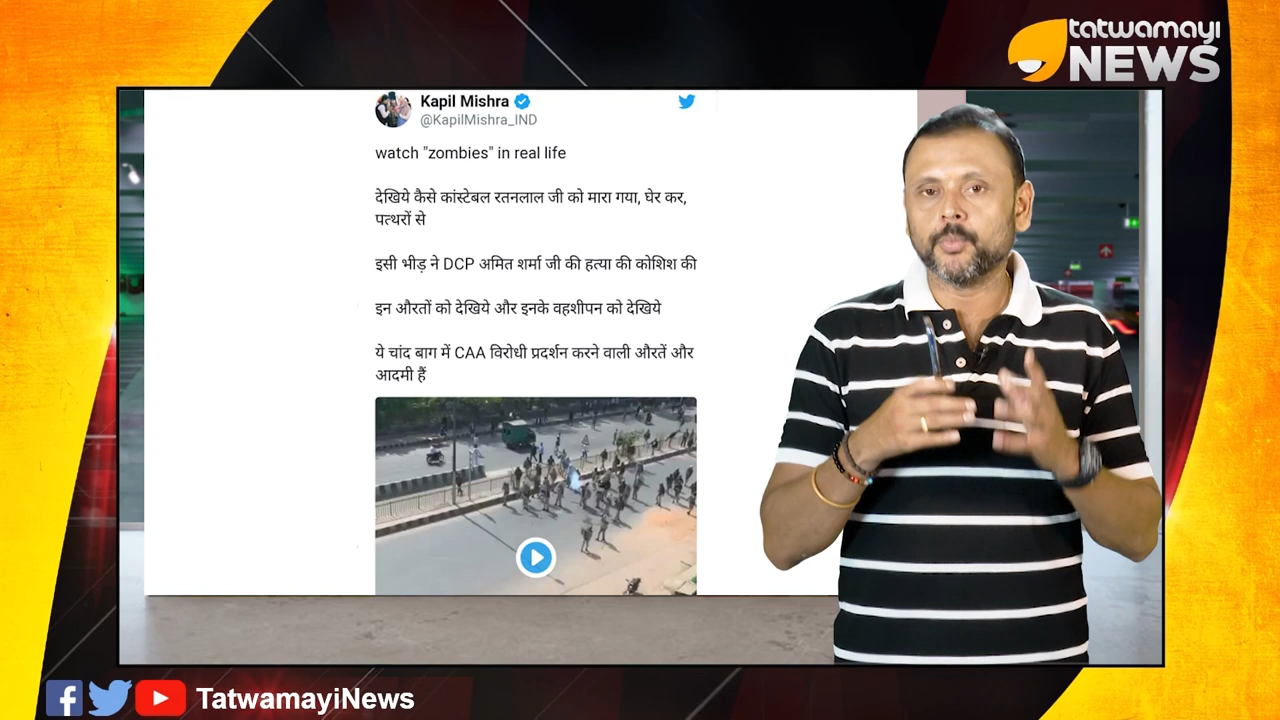 tatwamayi
NEWS
Kapil Mishra
@KapilMishra_IND
watch "zombies" in real life
देखिये कैसे कांस्टेबल रतनलाल जी को मारा गया, घेर कर,
पत्थरों से
इसी भीड़ ने DCP अमित शर्मा जी की हत्या की कोशिश की
इन औरतों को देखिये और इनके वहशीपन को देखिये
ये चांद बाग में CAA विरोधी प्रदर्शन करने वाली औरतें और
आदमी हैं
TatwamayiNews